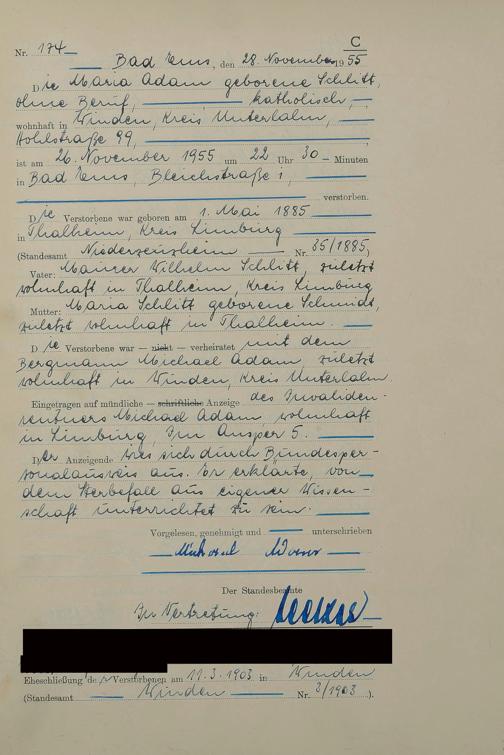 C
Nr. 174
Bad Ems, den 28. November 1955
Die Maria Adam geborene Schlitt,
ohne Beruf, katholisch,
wohnhaft in Winden, Kreis Unterlahn,
Hohlstraße 99,
ist am 26. November 1955 um 22 Uhr 30 Minuten
in Bad Ems, Bleichstraße 1,
verstorben.
Die Verstorbene war geboren am 1. Mai 1885
in Thalheim, Kreis Limburg
(Standesamt Niederzeuzheim Nr. 35/1885)
Vater: Maurer Wilhelm Schlitt, zuletzt
wohnhaft in Thalheim, Kreis Limburg
Mutter: Maria Schlitt geborene Schmidt,
zuletzt wohnhaft in Thalheim.
Die Verstorbene war — nicht — verheiratet mit dem
Bergmann Michael Adam, zuletzt
wohnhaft in Winden, Kreis Unterlahn.
Eingetragen auf mündliche — schriftliche Anzeige des Invaliden-
rentners Michael Adam wohnhaft
in Limburg, Im Ansper 5.
Der Anzeigende wies sich durch Bundesper-
sonalausweis aus. Er erklärte, von
dem Sterbefall aus eigener Wissen-
schaft unterrichtet zu sein.
Vorgelesen, genehmigt und unterschrieben
Michael Adam
Der Standesbeamte
In Vertretung:
Eheschließung der Verstorbenen am 11.3.1903 in Winden
(Standesamt Winden Nr. 3/1903).